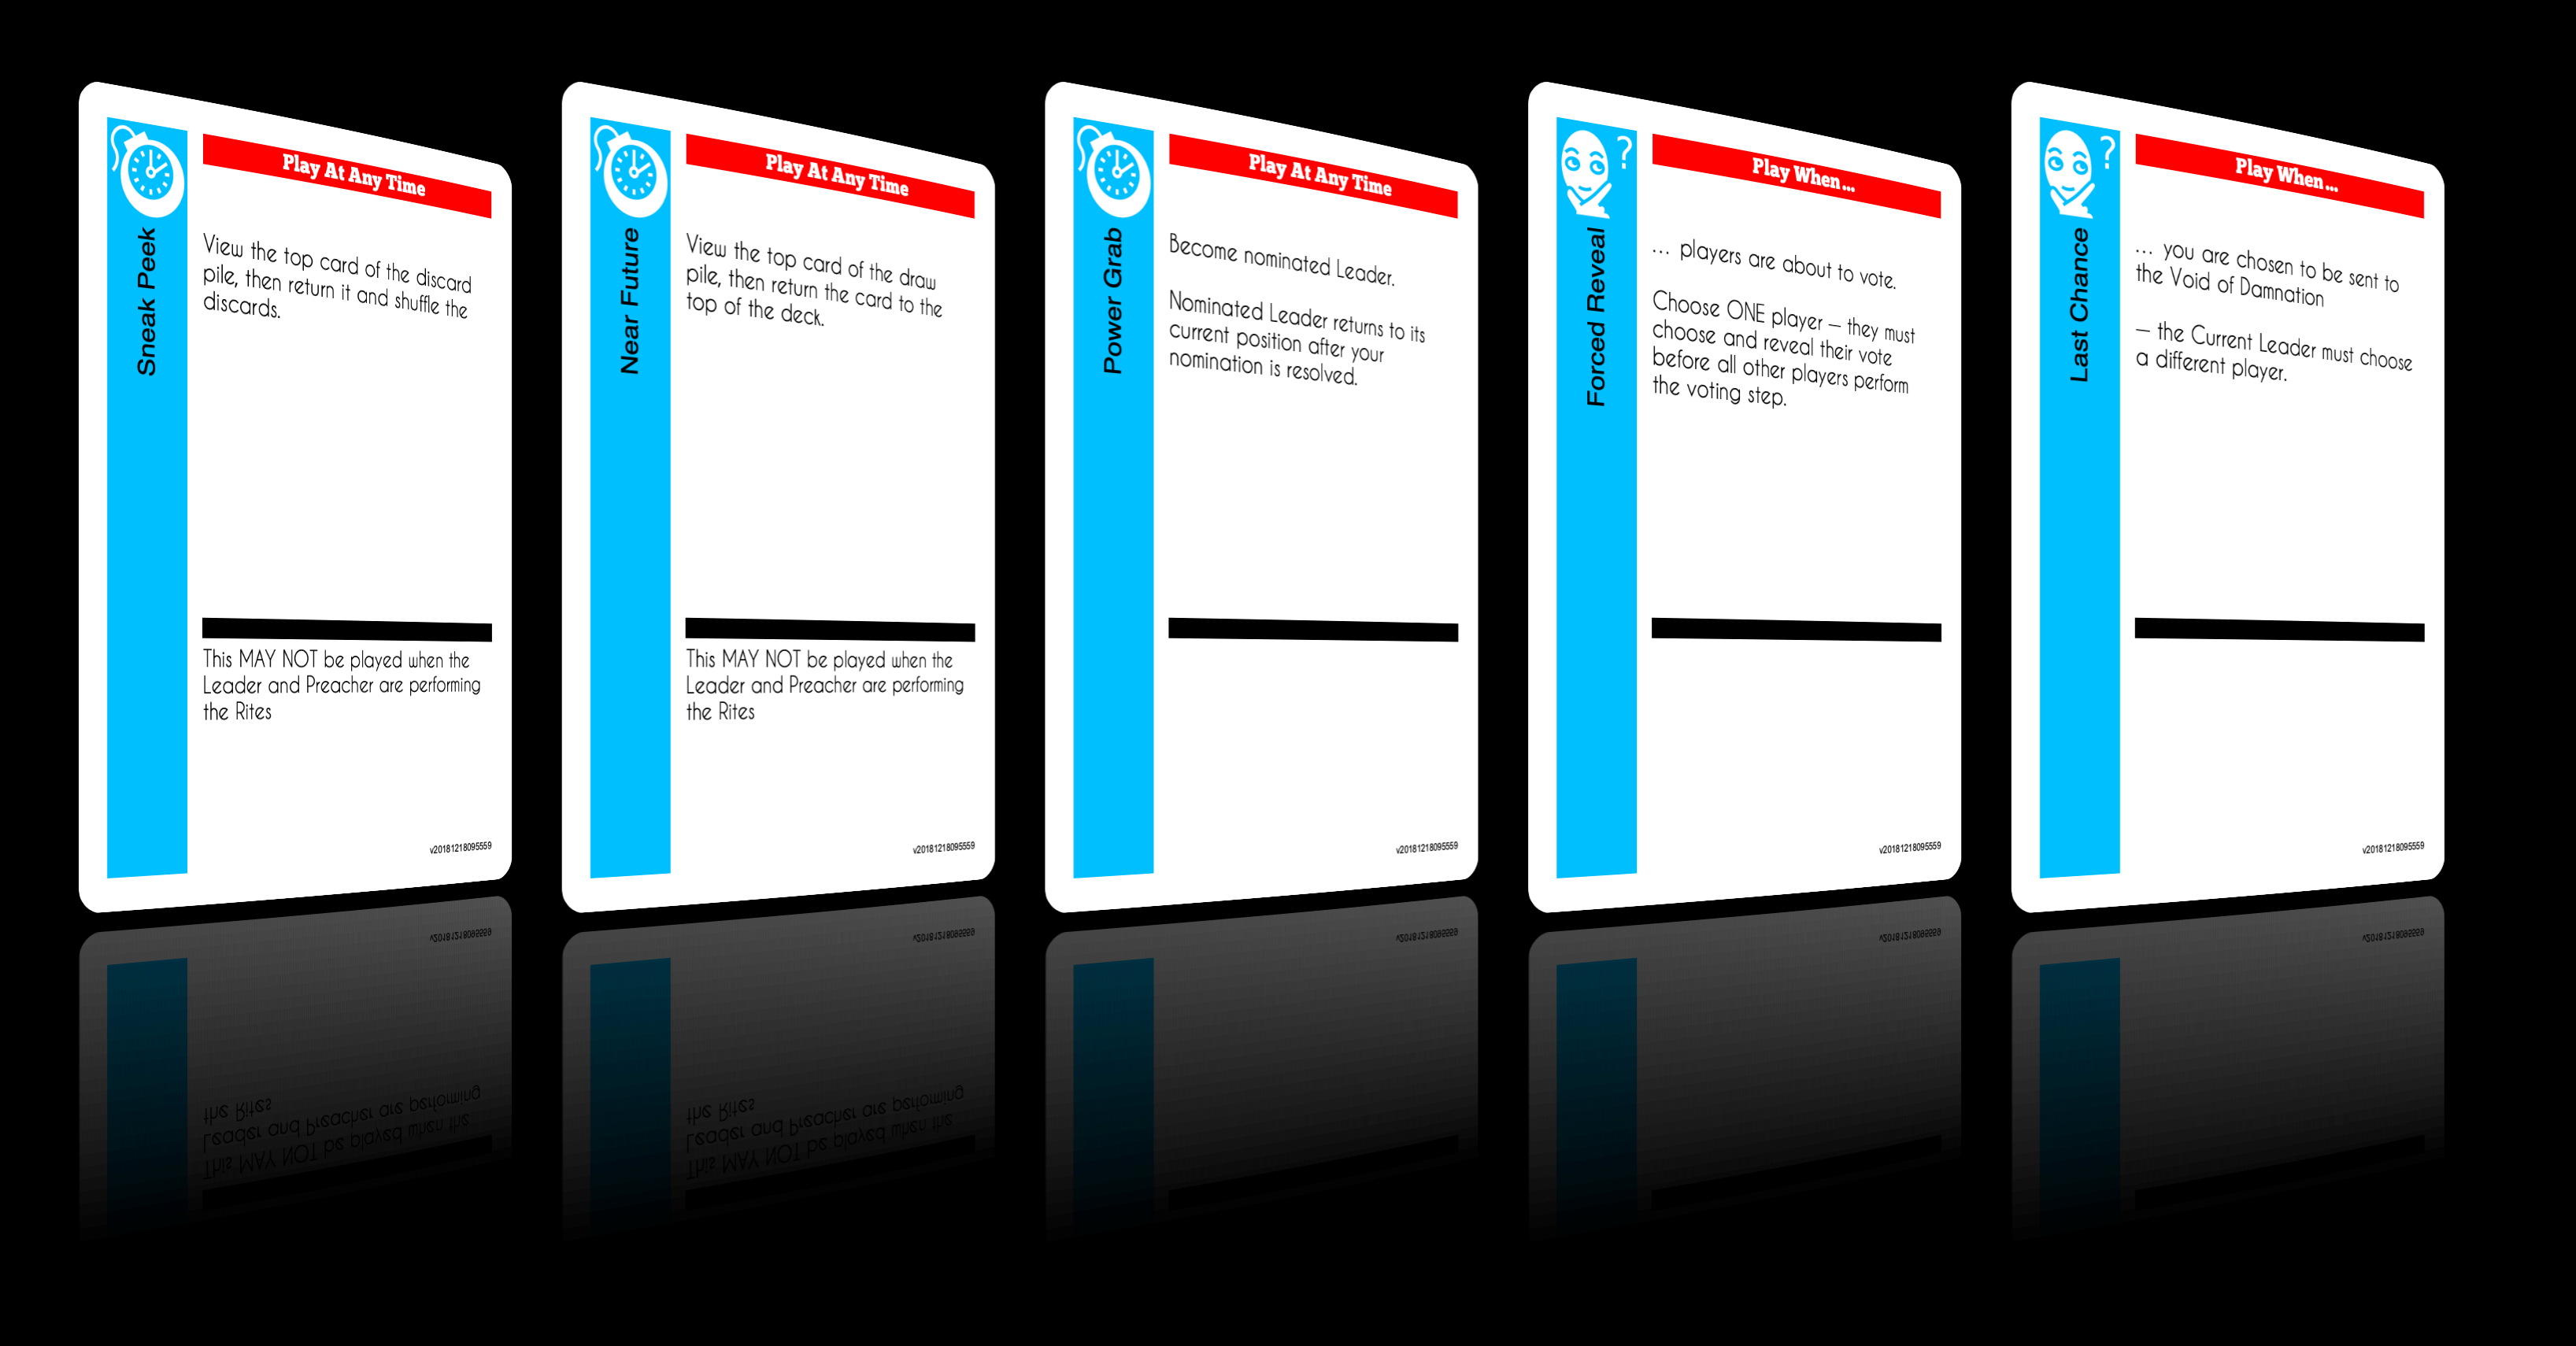 Sneak Peek
Play At Any Time
View the top card of the discard
pile, then return it and shuffle the
discards.
This MAY NOT be played when the
Leader and Preacher are performing
the Rites
v20181218095559
Near Future
Play At Any Time
View the top card of the draw
pile, then return the card to the
top of the deck.
This MAY NOT be played when the
Leader and Preacher are performing
the Rites
v20181218095559
Power Grab
Play At Any Time
Become nominated Leader.
Nominated Leader returns to its
current position after your
nomination is resolved.
v20181218095559
Forced Reveal
?
Play When...
... players are about to vote.
Choose ONE player – they must
choose and reveal their vote
before all other players perform
the voting step.
v20181218095559
Last Chance
?
Play When...
... you are chosen to be sent to
the Void of Damnation
– the Current Leader must choose
a different player.
v20181218095559